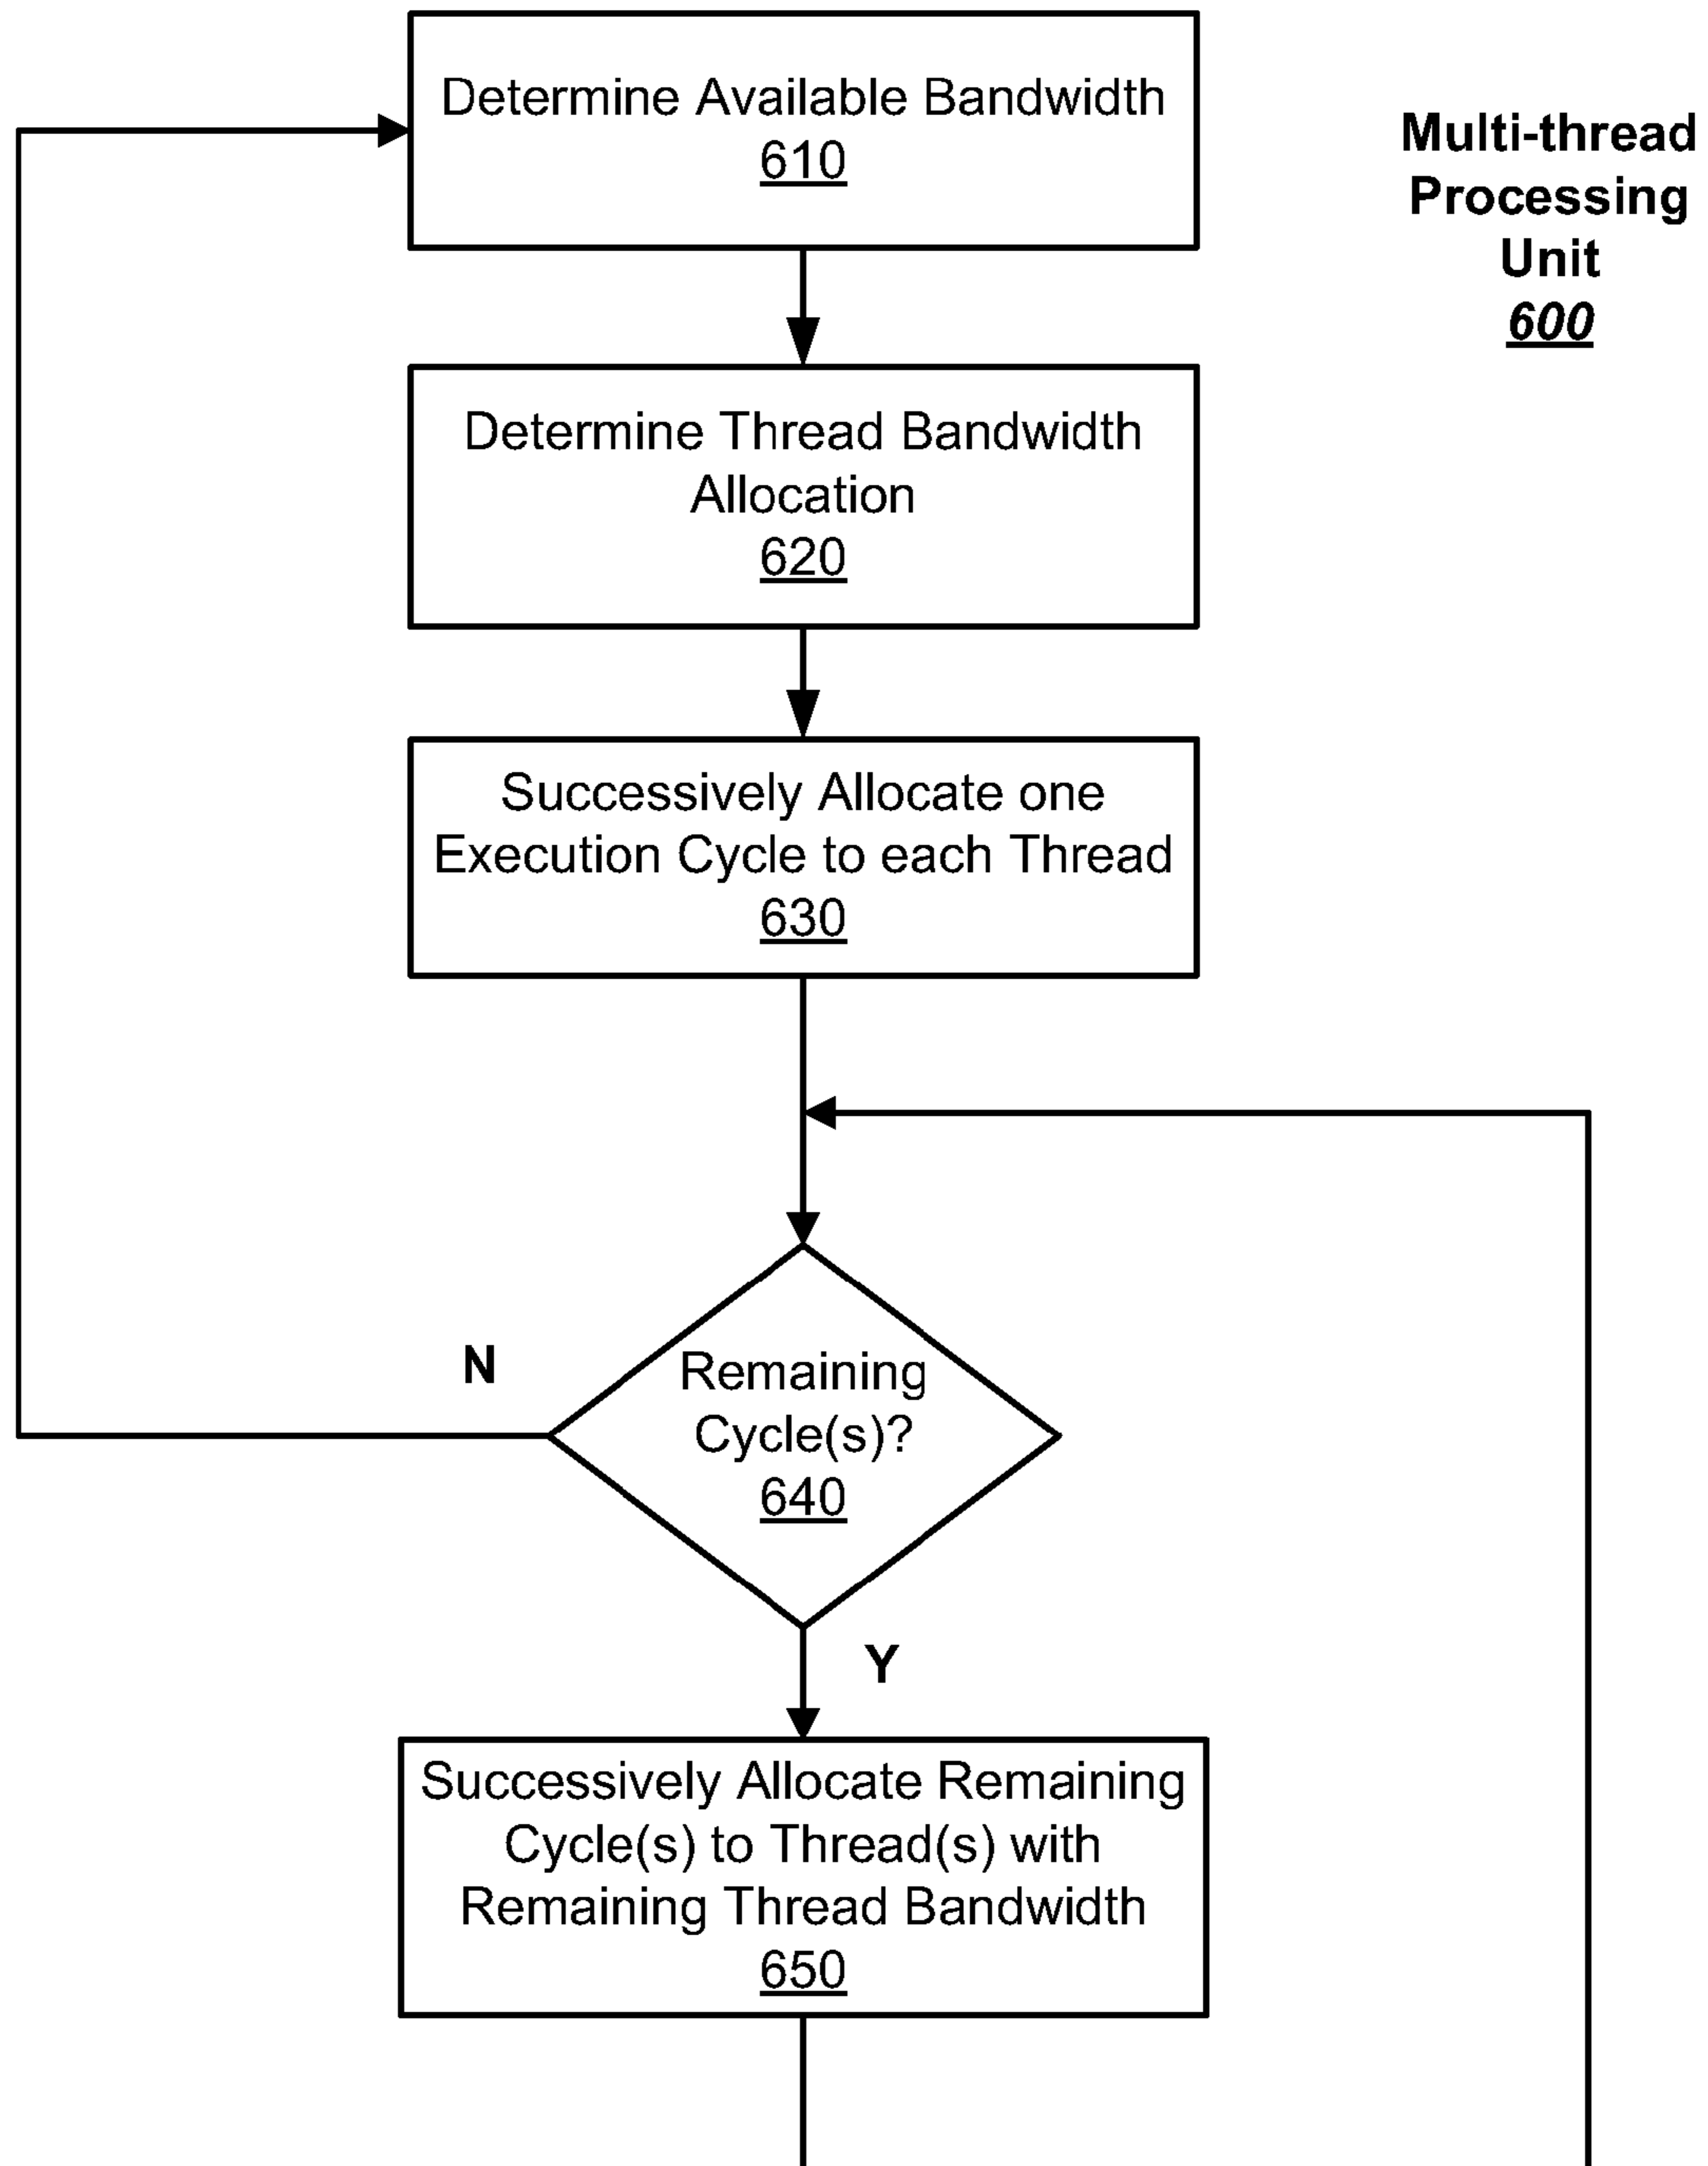 Determine Available Bandwidth
610
Multi-thread
Processing
Unit
600
Determine Thread Bandwidth
Allocation
620
Successively Allocate one
Execution Cycle to each Thread
630
N
Remaining
Cycle(s)?
640
Y
Successively Allocate Remaining
Cycle(s) to Thread(s) with
Remaining Thread Bandwidth
650